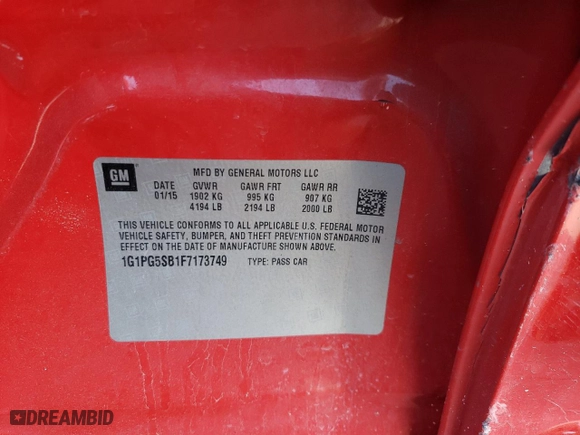 GM
MFD BY GENERAL MOTORS LLC
DATE GVWR GAWR FRT GAWR RR
01/15 1902 KG 995 KG 907 KG
4194 LB 2194 LB 2000 LB
THIS VEHICLE CONFORMS TO ALL APPLICABLE U.S. FEDERAL MOTOR
VEHICLE SAFETY, BUMPER, AND THEFT PREVENTION STANDARDS IN
EFFECT ON THE DATE OF MANUFACTURE SHOWN ABOVE.
1G1PG5SB1F7173749 TYPE: PASS CAR
DREAMBID